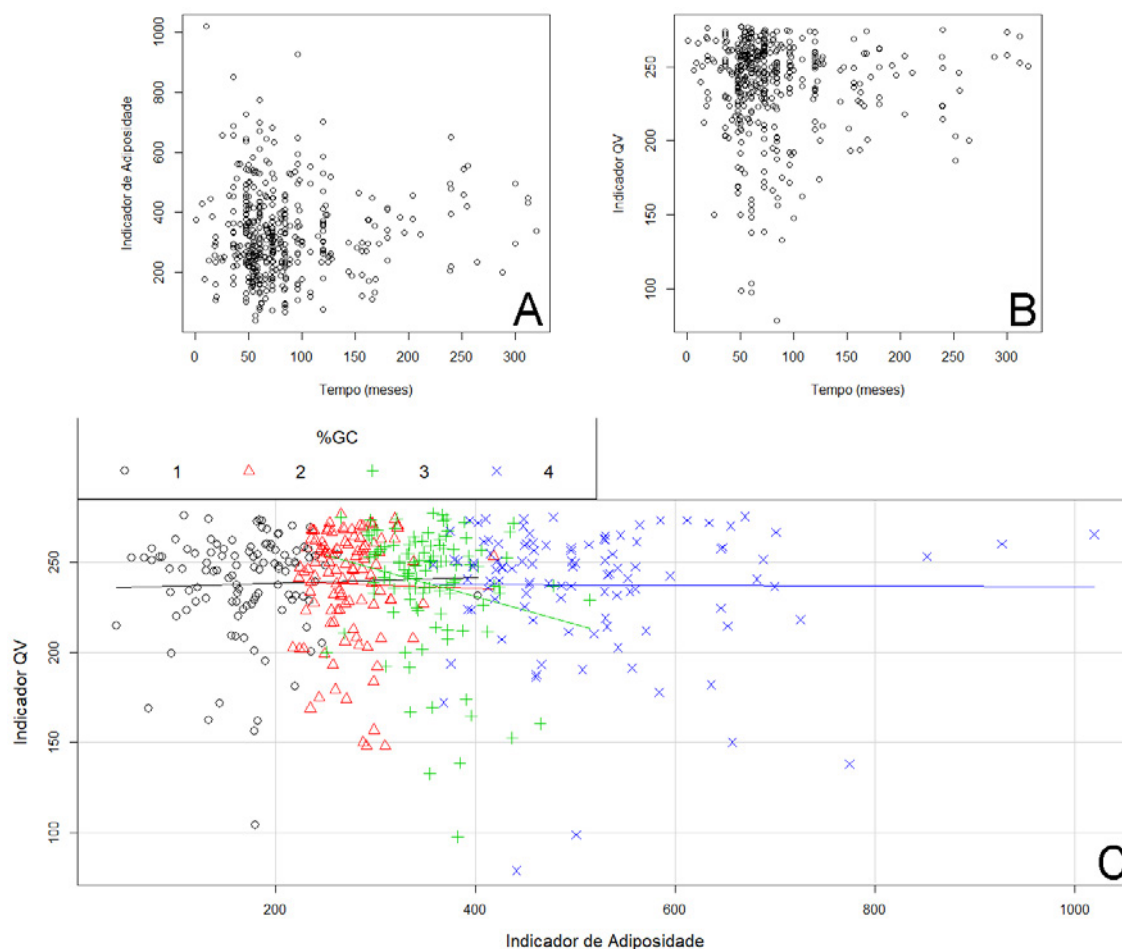 1000
800
600
400
200
Indicador de Adiposidade
0 50 100 150 200 250 300
Tempo (meses)
A
250
200
150
100
Indicador QV
0 50 100 150 200 250 300
Tempo (meses)
B
%GC
1 2 3 4
250
200
150
100
Indicador QV
200 400 600 800 1000
Indicador de Adiposidade
C